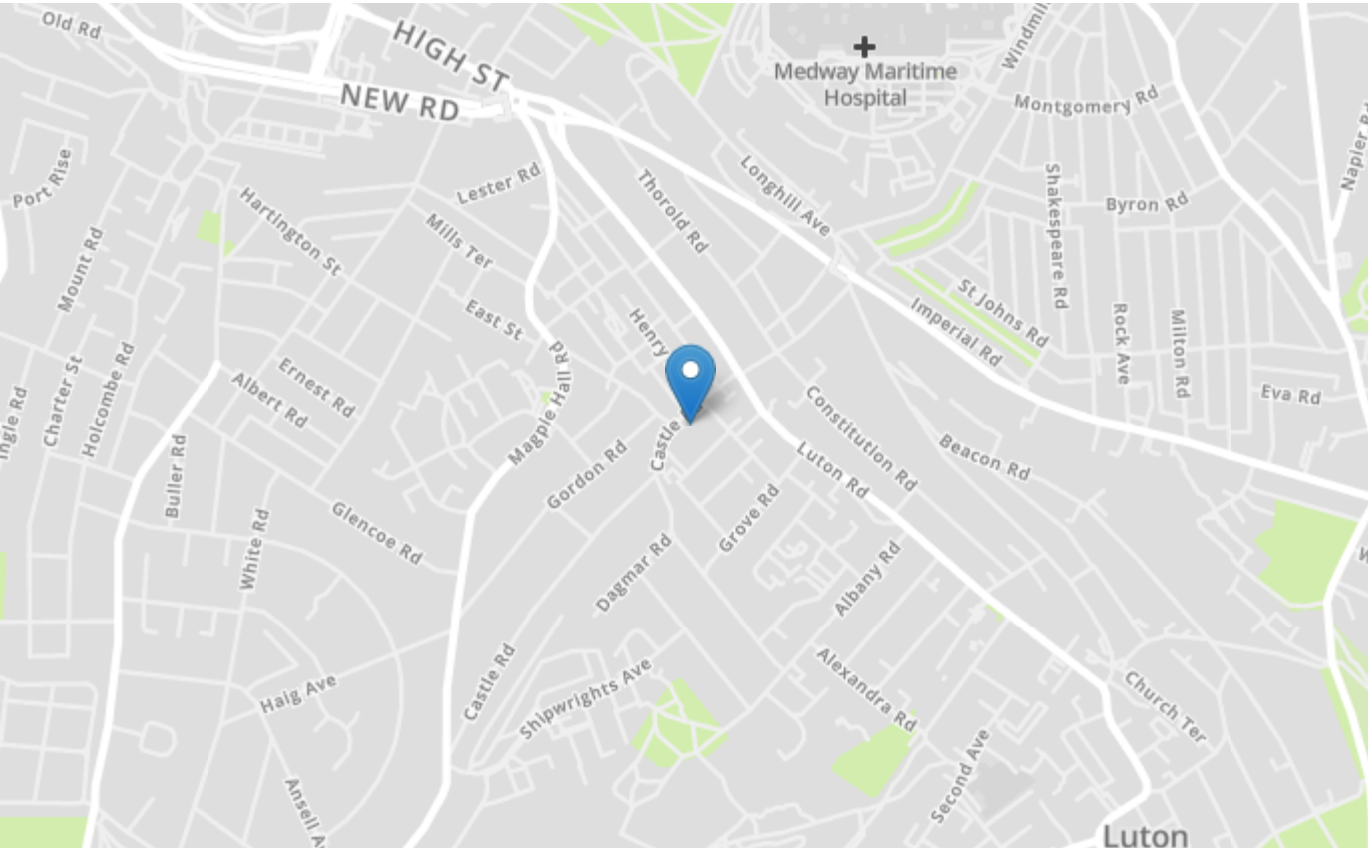 Old Rd
HIGH ST
NEW RD
Medway Maritime
Hospital
Windmil
Montgomery Rd
Napier R
Port Rise
Lester Rd
Thorold Rd
Longhill Ave
Shakespeare Rd
Byron Rd
Hartington St
Mills Ter
Mount Rd
East St
Henry
St Johns Rd
Imperial Rd
Rock Ave
Milton Rd
Charter St
Holcombe Rd
Ernest Rd
Albert Rd
Magpie Hall Rd
Castle
Constitution Rd
Eva Rd
ingle Rd
Buller Rd
Gordon Rd
Luton Rd
Beacon Rd
White Rd
Glencoe Rd
Grove Rd
Dagmar Rd
Albany Rd
W
Castle Rd
Shipwrights Ave
Haig Ave
Alexandra Rd
Church Ter
Second Ave
Ansell A
Luton